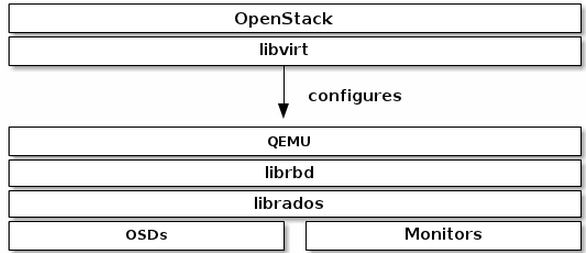 OpenStack
libvirt
configures
QEMU
librbd
librados
OSDs
Monitors